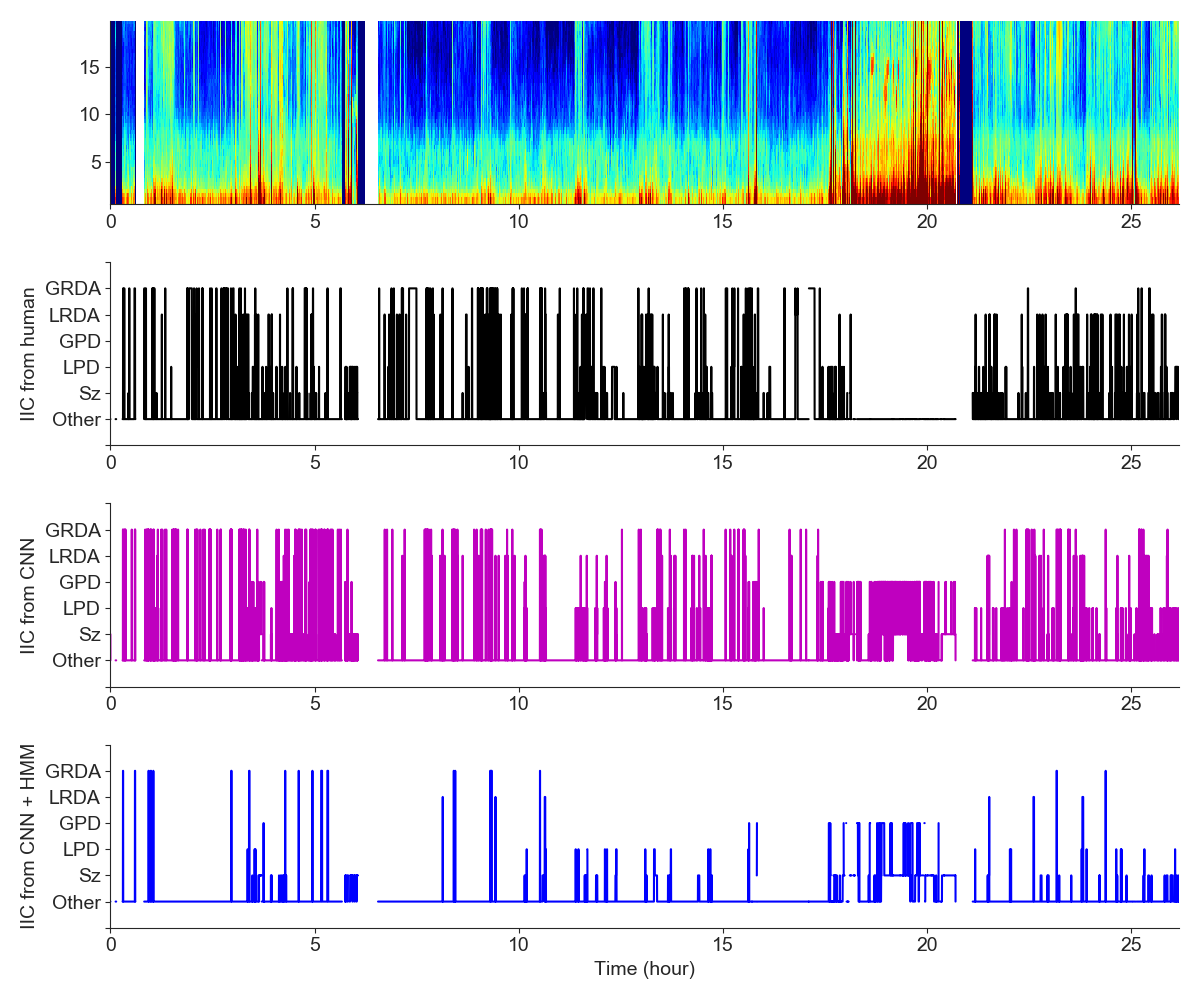 15
10
5
0 5 10 15 20 25
IIC from human
GRDA
LRDA
GPD
LPD
Sz
Other
0 5 10 15 20 25
IIC from CNN
GRDA
LRDA
GPD
LPD
Sz
Other
0 5 10 15 20 25
IIC from CNN + HMM
GRDA
LRDA
GPD
LPD
Sz
Other
0 5 10 15 20 25
Time (hour)